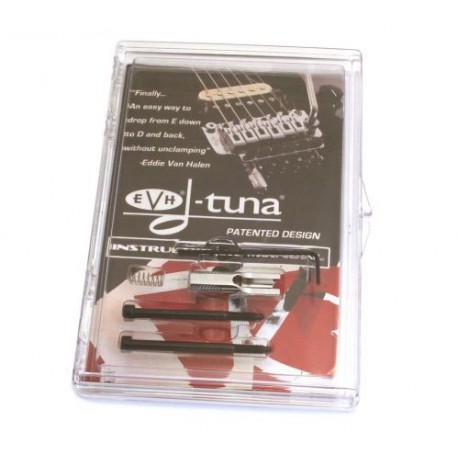 "Finally...
An easy way to
drop from E down
to D and back,
without unclamping"
-Eddie Van Halen
EVH
d-tuna®
PATENTED DESIGN